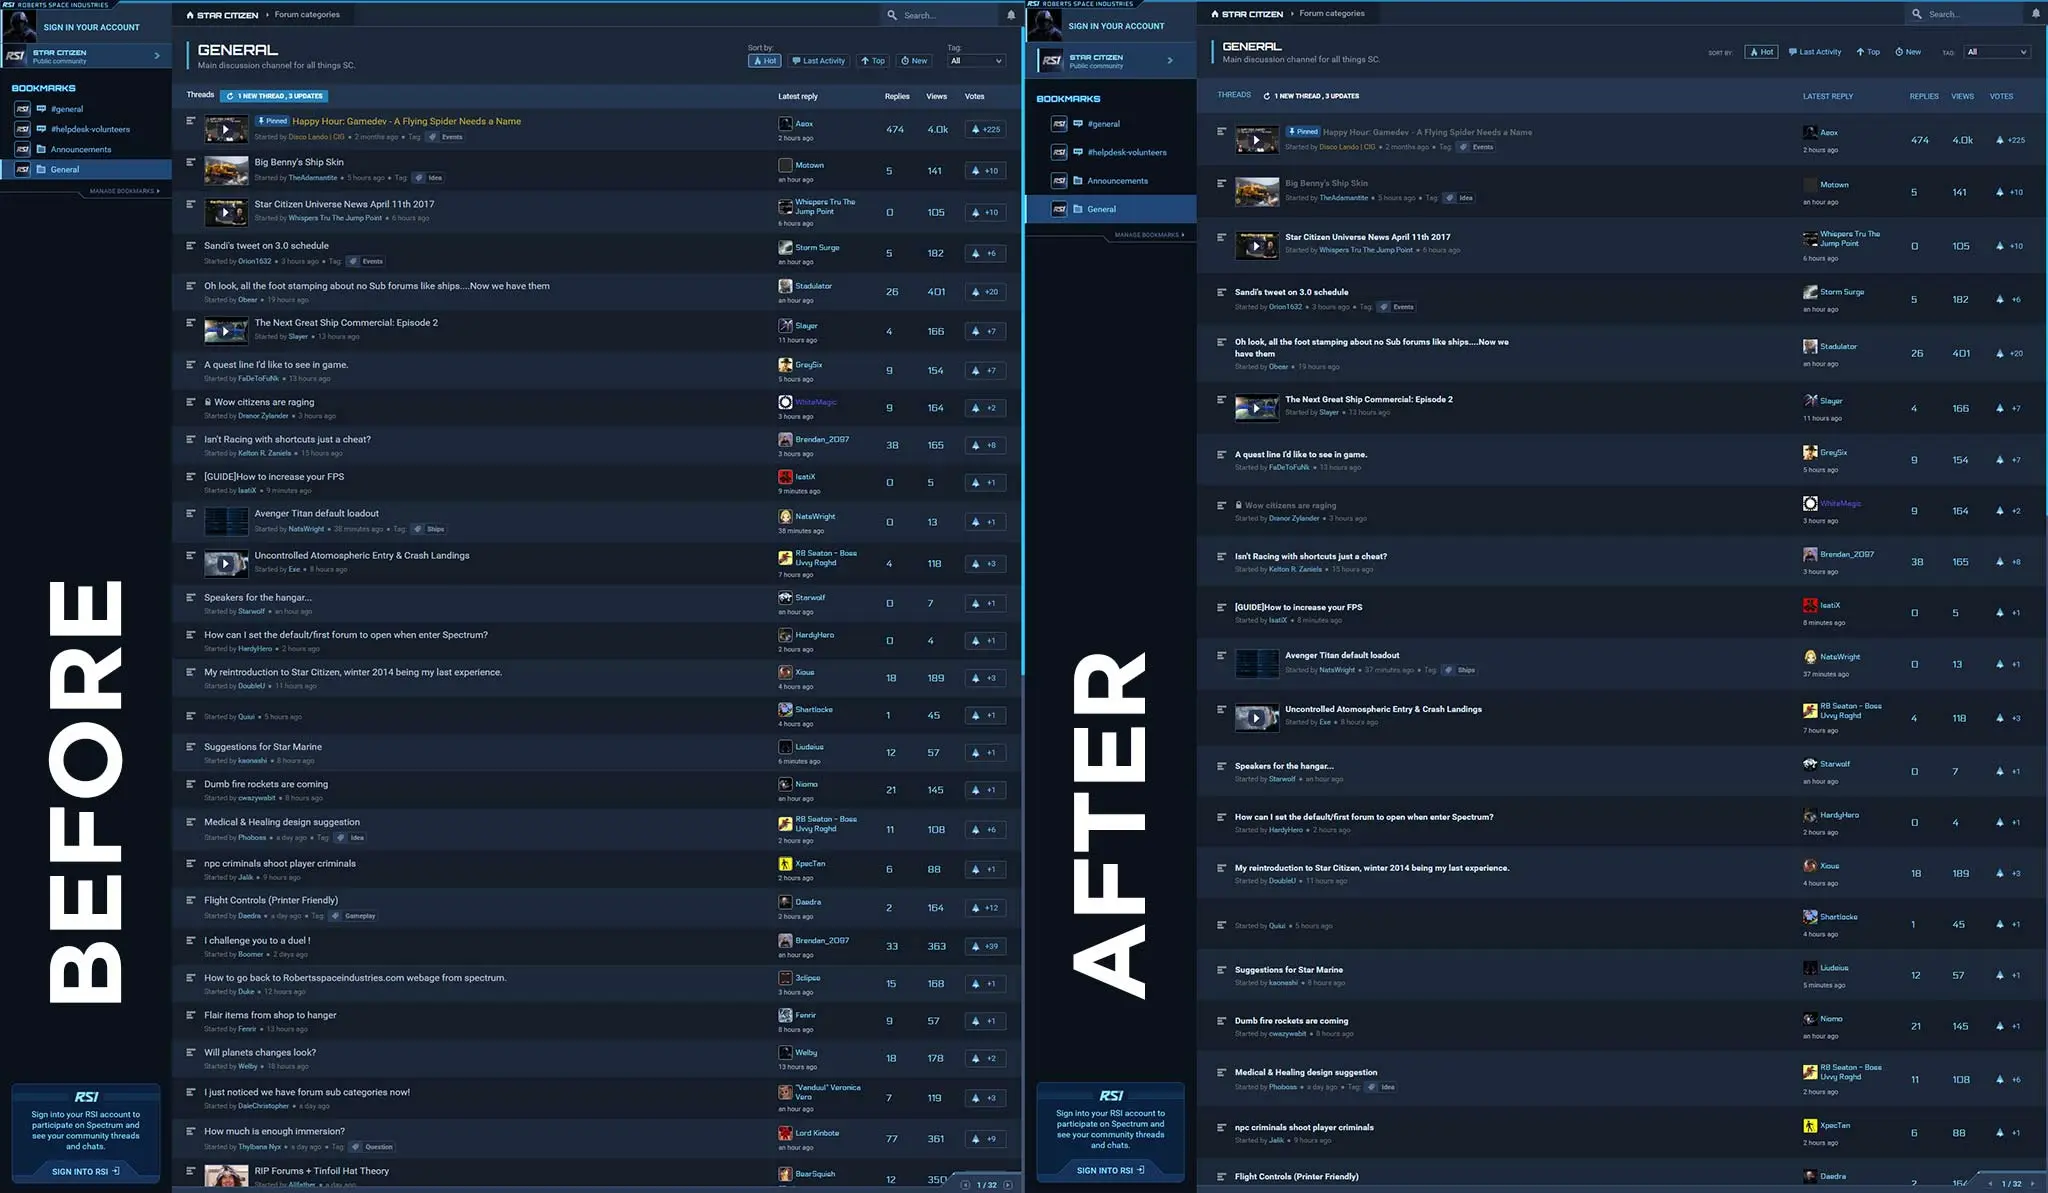 RSI ROBERTS SPACE INDUSTRIES
SIGN IN YOUR ACCOUNT
RSI STAR CITIZEN
Public community
BOOKMARKS
RSI #general
RSI #helpdesk-volunteers
RSI Announcements
RSI General
MANAGE BOOKMARKS
BEFORE
RSI
Sign into your RSI account to
participate on Spectrum and
see your community threads
and chats.
SIGN INTO RSI
STAR CITIZEN Forum categories
Search...
GENERAL
Main discussion channel for all things SC.
Sort by:
Hot Last Activity Top New
Tag:
All
Threads 1 NEW THREAD , 3 UPDATES Latest reply Replies Views Votes
Pinned Happy Hour: Gamedev - A Flying Spider Needs a Name
Started by Disco Lando | CIG • 2 months ago • Tag: Events
Aeox
2 hours ago
474 4.0k +225
Big Benny's Ship Skin
Started by TheAdamantite • 5 hours ago • Tag: Idea
Motown
an hour ago
5 141 +10
Star Citizen Universe News April 11th 2017
Started by Whispers Tru The Jump Point • 6 hours ago
Whispers Tru The
Jump Point
6 hours ago
0 105 +10
Sandi's tweet on 3.0 schedule
Started by Orion1632 • 3 hours ago • Tag: Events
Storm Surge
an hour ago
5 182 +6
Oh look, all the foot stamping about no Sub forums like ships....Now we have them
Started by Obear • 19 hours ago
Stadulator
an hour ago
26 401 +20
The Next Great Ship Commercial: Episode 2
Started by Slayer • 13 hours ago
Slayer
11 hours ago
4 166 +7
A quest line I'd like to see in game.
Started by FaDeToFuNk • 13 hours ago
GreySix
5 hours ago
9 154 +7
Wow citizens are raging
Started by Dranor Zylander • 3 hours ago
WhiteMagic
3 hours ago
9 164 +2
Isn't Racing with shortcuts just a cheat?
Started by Kelton R. Zaniels • 15 hours ago
Brendan_2097
3 hours ago
38 165 +8
[GUIDE]How to increase your FPS
Started by IsatiX • 9 minutes ago
IsatiX
9 minutes ago
0 5 +1
Avenger Titan default loadout
Started by NatsWright • 38 minutes ago • Tag: Ships
NatsWright
38 minutes ago
0 13 +1
Uncontrolled Atomospheric Entry & Crash Landings
Started by Exe • 8 hours ago
RB Seaton - Boss
Uvvy Roghd
7 hours ago
4 118 +3
Speakers for the hangar...
Started by Starwolf • an hour ago
Starwolf
an hour ago
0 7 +1
How can I set the default/first forum to open when enter Spectrum?
Started by HardyHero • 2 hours ago
HardyHero
2 hours ago
0 4 +1
My reintroduction to Star Citizen, winter 2014 being my last experience.
Started by DoubleU • 11 hours ago
Xious
4 hours ago
18 189 +3
Started by Quiui • 5 hours ago
Shartlocke
4 hours ago
1 45 +1
Suggestions for Star Marine
Started by kaonashi • 8 hours ago
Liudeius
6 minutes ago
12 57 +1
Dumb fire rockets are coming
Started by cwazywabit • 8 hours ago
Niomo
an hour ago
21 145 +1
Medical & Healing design suggestion
Started by Phoboss • a day ago • Tag: Idea
RB Seaton - Boss
Uvvy Roghd
2 hours ago
11 108 +6
npc criminals shoot player criminals
Started by Jalik • 9 hours ago
XpecTan
2 hours ago
6 88 +1
Flight Controls (Printer Friendly)
Started by Daedra • a day ago • Tag: Gameplay
Daedra
2 hours ago
2 164 +12
I challenge you to a duel !
Started by Boomer • 2 days ago
Brendan_2097
an hour ago
33 363 +39
How to go back to Robertsspaceindustries.com webage from spectrum.
Started by Duke • 12 hours ago
3clipse
3 hours ago
15 168 +1
Flair items from shop to hanger
Started by Fenrir • 13 hours ago
Fenrir
8 hours ago
9 57 +1
Will planets changes look?
Started by Welby • 18 hours ago
Welby
13 hours ago
18 178 +2
I just noticed we have forum sub categories now!
Started by DaleChristopher • a day ago
"Vanduul" Veronica
Vero
an hour ago
7 119 +3
How much is enough immersion?
Started by Thylbana Nyx • a day ago • Tag: Question
Lord Kinbote
an hour ago
77 361 +9
RIP Forums + Tinfoil Hat Theory
Started by Allfather • a day ago
BearSquish
12 350
1 / 32
RSI ROBERTS SPACE INDUSTRIES
SIGN IN YOUR ACCOUNT
RSI STAR CITIZEN
Public community
BOOKMARKS
RSI #general
RSI #helpdesk-volunteers
RSI Announcements
RSI General
MANAGE BOOKMARKS
AFTER
RSI
Sign into your RSI account to
participate on Spectrum and
see your community threads
and chats.
SIGN INTO RSI
STAR CITIZEN Forum categories
Search...
GENERAL
Main discussion channel for all things SC.
SORT BY: Hot Last Activity Top New TAG: All
THREADS 1 NEW THREAD , 3 UPDATES LATEST REPLY REPLIES VIEWS VOTES
Pinned Happy Hour: Gamedev - A Flying Spider Needs a Name
Started by Disco Lando | CIG • 2 months ago • Tag: Events
Aeox
2 hours ago
474 4.0k +225
Big Benny's Ship Skin
Started by TheAdamantite • 5 hours ago • Tag: Idea
Motown
an hour ago
5 141 +10
Star Citizen Universe News April 11th 2017
Started by Whispers Tru The Jump Point • 6 hours ago
Whispers Tru The
Jump Point
6 hours ago
0 105 +10
Sandi's tweet on 3.0 schedule
Started by Orion1632 • 3 hours ago • Tag: Events
Storm Surge
an hour ago
5 182 +6
Oh look, all the foot stamping about no Sub forums like ships....Now we
have them
Started by Obear • 19 hours ago
Stadulator
an hour ago
26 401 +20
The Next Great Ship Commercial: Episode 2
Started by Slayer • 13 hours ago
Slayer
11 hours ago
4 166 +7
A quest line I'd like to see in game.
Started by FaDeToFuNk • 13 hours ago
GreySix
5 hours ago
9 154 +7
Wow citizens are raging
Started by Dranor Zylander • 3 hours ago
WhiteMagic
3 hours ago
9 164 +2
Isn't Racing with shortcuts just a cheat?
Started by Kelton R. Zaniels • 15 hours ago
Brendan_2097
3 hours ago
38 165 +8
[GUIDE]How to increase your FPS
Started by IsatiX • 8 minutes ago
IsatiX
8 minutes ago
0 5 +1
Avenger Titan default loadout
Started by NatsWright • 37 minutes ago • Tag: Ships
NatsWright
37 minutes ago
0 13 +1
Uncontrolled Atomospheric Entry & Crash Landings
Started by Exe • 8 hours ago
RB Seaton - Boss
Uvvy Roghd
7 hours ago
4 118 +3
Speakers for the hangar...
Started by Starwolf • an hour ago
Starwolf
an hour ago
0 7 +1
How can I set the default/first forum to open when enter Spectrum?
Started by HardyHero • 2 hours ago
HardyHero
2 hours ago
0 4 +1
My reintroduction to Star Citizen, winter 2014 being my last experience.
Started by DoubleU • 11 hours ago
Xious
4 hours ago
18 189 +3
Started by Quiui • 5 hours ago
Shartlocke
4 hours ago
1 45 +1
Suggestions for Star Marine
Started by kaonashi • 8 hours ago
Liudeius
5 minutes ago
12 57 +1
Dumb fire rockets are coming
Started by cwazywabit • 8 hours ago
Niomo
an hour ago
21 145 +1
Medical & Healing design suggestion
Started by Phoboss • a day ago • Tag: Idea
RB Seaton - Boss
Uvvy Roghd
2 hours ago
11 108 +6
npc criminals shoot player criminals
Started by Jalik • 9 hours ago
XpecTan
2 hours ago
6 88 +1
Flight Controls (Printer Friendly)
Daedra
2 164
1 / 32